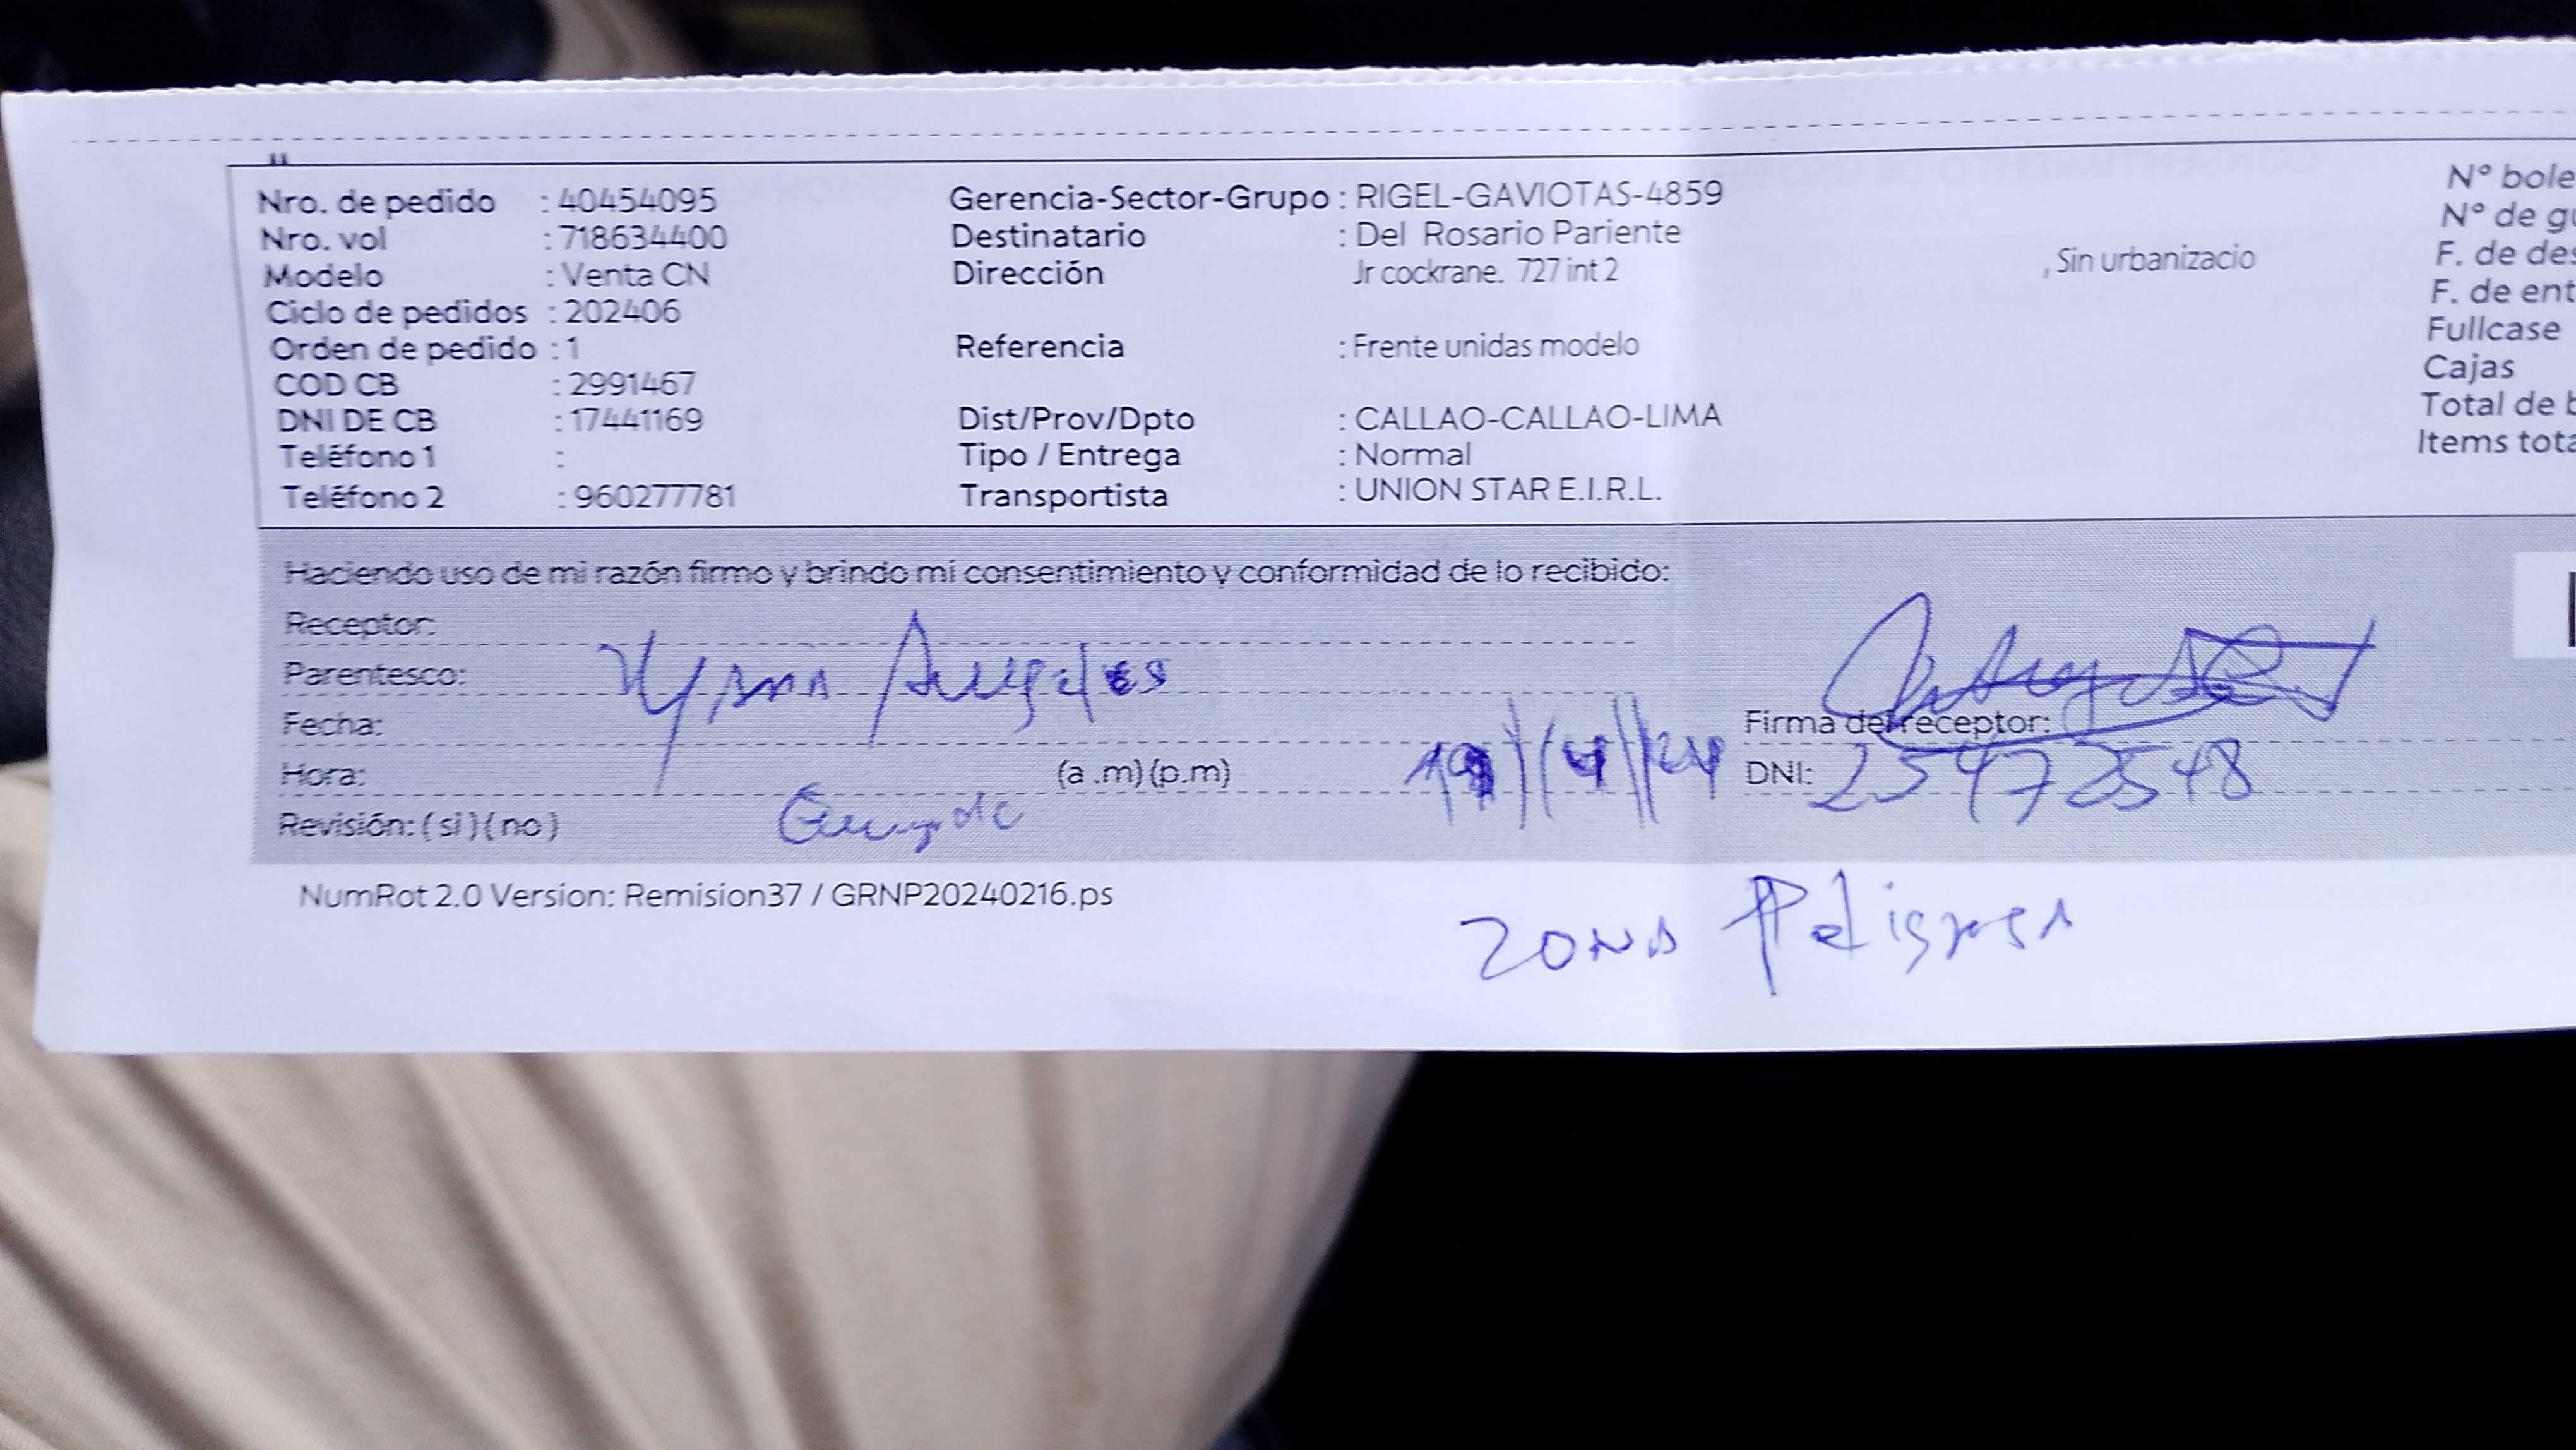 Nro. de pedido : 40454095
Nro. vol : 718634400
Modelo : Venta CN
Ciclo de pedidos : 202406
Orden de pedido : 1
COD CB : 2991467
DNI DE CB : 17441169
Teléfono 1 :
Teléfono 2 : 960277781
Gerencia-Sector-Grupo : RIGEL-GAVIOTAS-4859
Destinatario : Del Rosario Pariente
Dirección Jr cockrane. 727 int 2 , Sin urbanizacio
Referencia : Frente unidas modelo
Dist/Prov/Dpto : CALLAO-CALLAO-LIMA
Tipo / Entrega : Normal
Transportista : UNION STAR E.I.R.L.
N° bole
N° de gu
F. de des
F. de ent
Fullcase
Cajas
Total de b
Items tota
Haciendo uso de mi razón firmo y brindo mi consentimiento y conformidad de lo recibido:
Receptor:
Parentesco: Angeles
Fecha:
Hora: (a .m) (p.m)
Revisión: ( si ) ( no )
Firma del receptor:
DNI: 25472548
NumRot 2.0 Version: Remision37 / GRNP20240216.ps
Zona Peligrosa